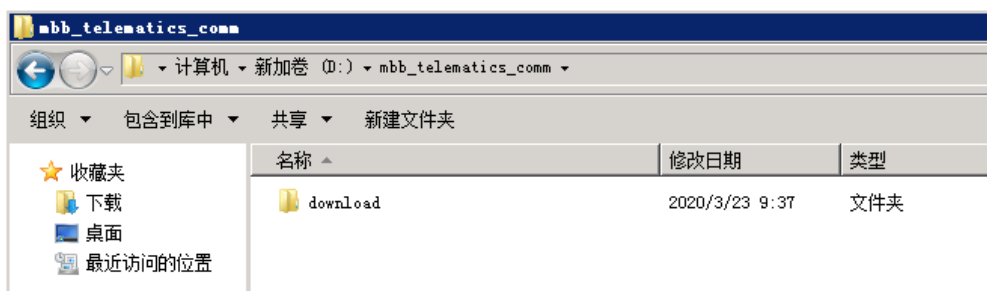 mbb_telematics_comm
计算机 新加卷 (D:) mbb_telematics_comm
组织 包含到库中 共享 新建文件夹
收藏夹
下载
桌面
最近访问的位置
名称 修改日期 类型
download 2020/3/23 9:37 文件夹